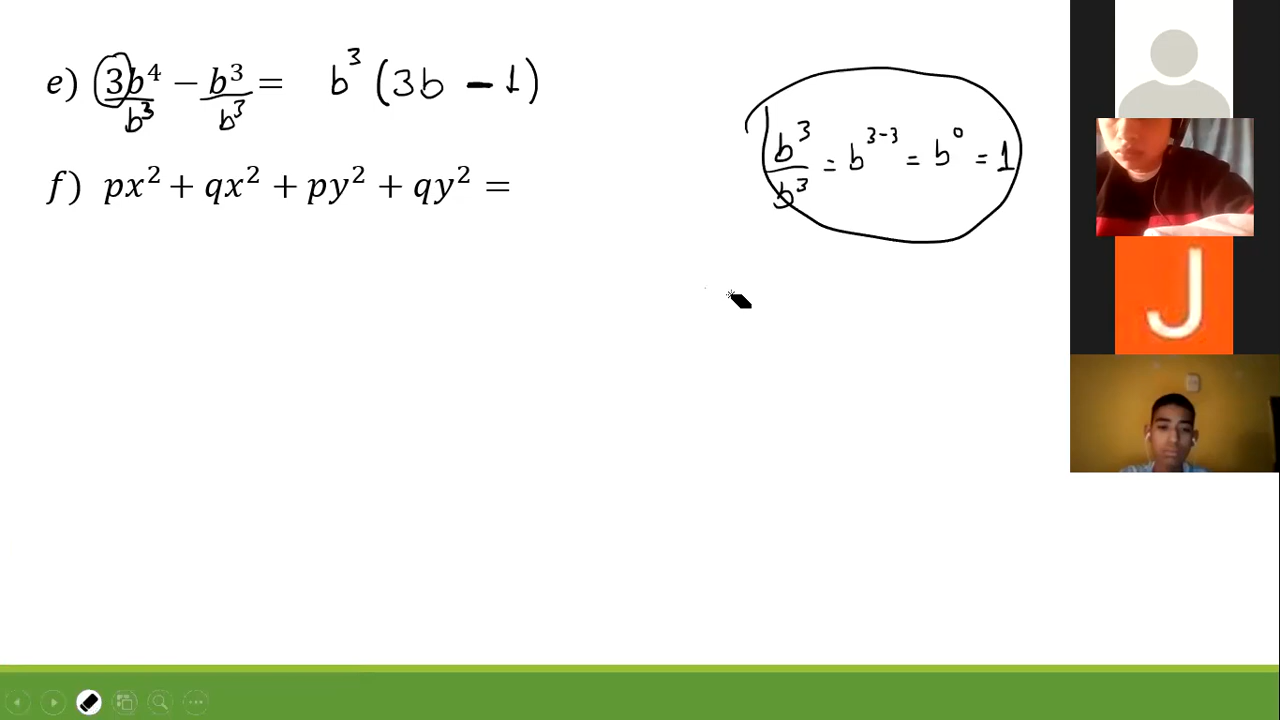 e) 3b⁴/b³ − b³/b³ = b³ (3b − 1)
b³/b³ = b³⁻³ = b⁰ = 1
f) px² + qx² + py² + qy² =
J